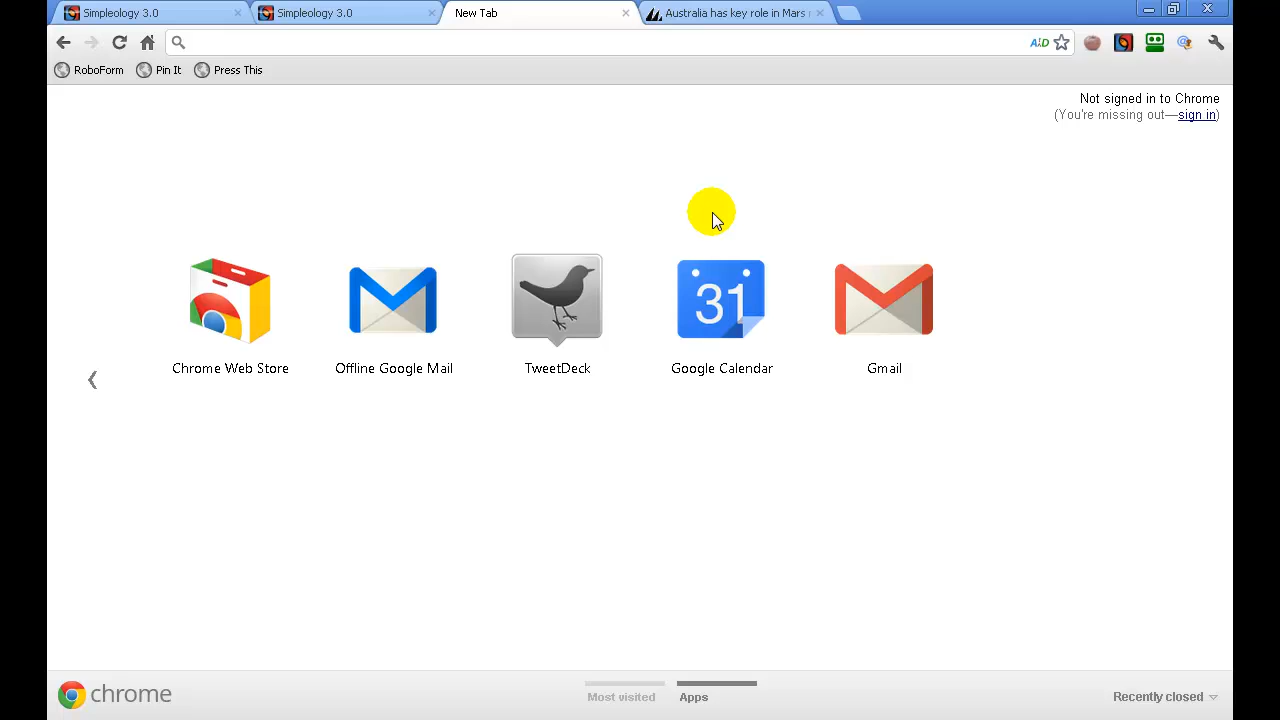 Simpleology 3.0
Simpleology 3.0
New Tab
Australia has key role in Mars
RoboForm
Pin It
Press This
Not signed in to Chrome
(You're missing out—sign in)
31
Chrome Web Store
Offline Google Mail
TweetDeck
Google Calendar
Gmail
chrome
Most visited
Apps
Recently closed